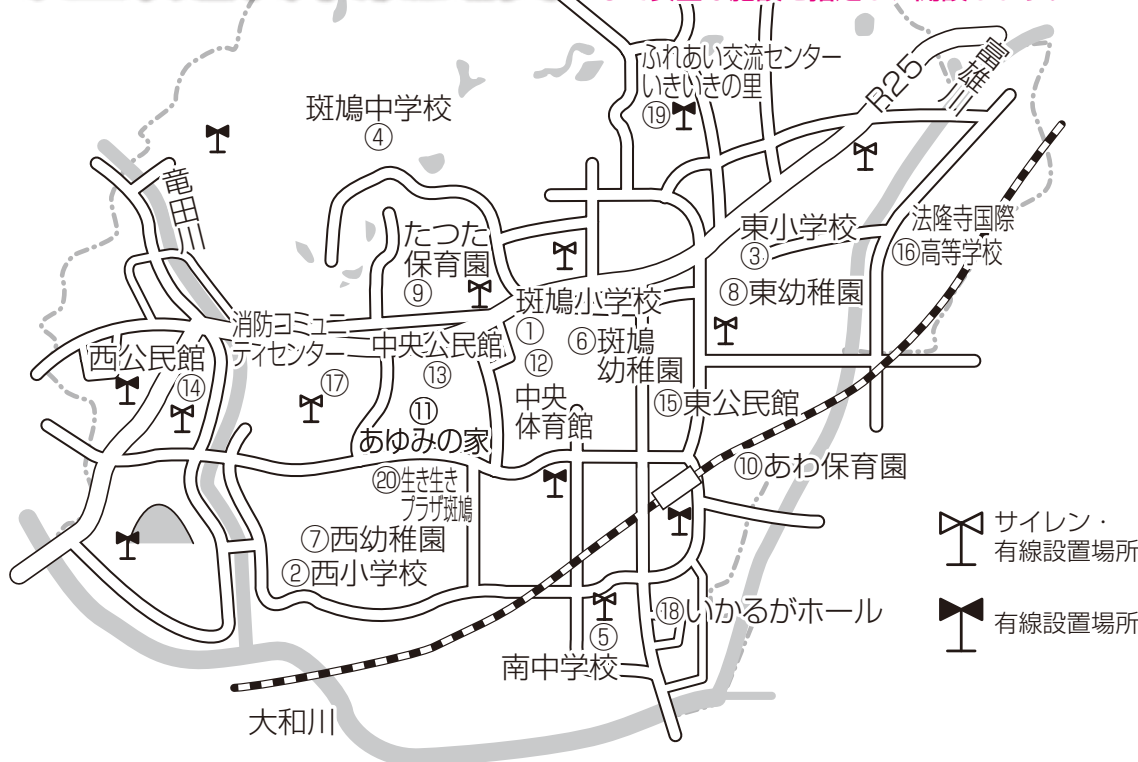 ふれあい交流センター
いきいきの里
⑲
R25
富雄川
斑鳩中学校
④
竜田川
たつた
保育園
⑨
東小学校
③
法隆寺国際
⑯高等学校
⑧東幼稚園
斑鳩小学校
①
⑫
⑥斑鳩
幼稚園
消防コミュニ
ティセンター
⑰
中央公民館
⑬
西公民館
⑭
中央
体育館
⑮東公民館
⑪
あゆみの家
⑩あわ保育園
⑳生き生き
プラザ斑鳩
⑦西幼稚園
②西小学校
サイレン・
有線設置場所
有線設置場所
⑱いかるがホール
⑤
南中学校
大和川